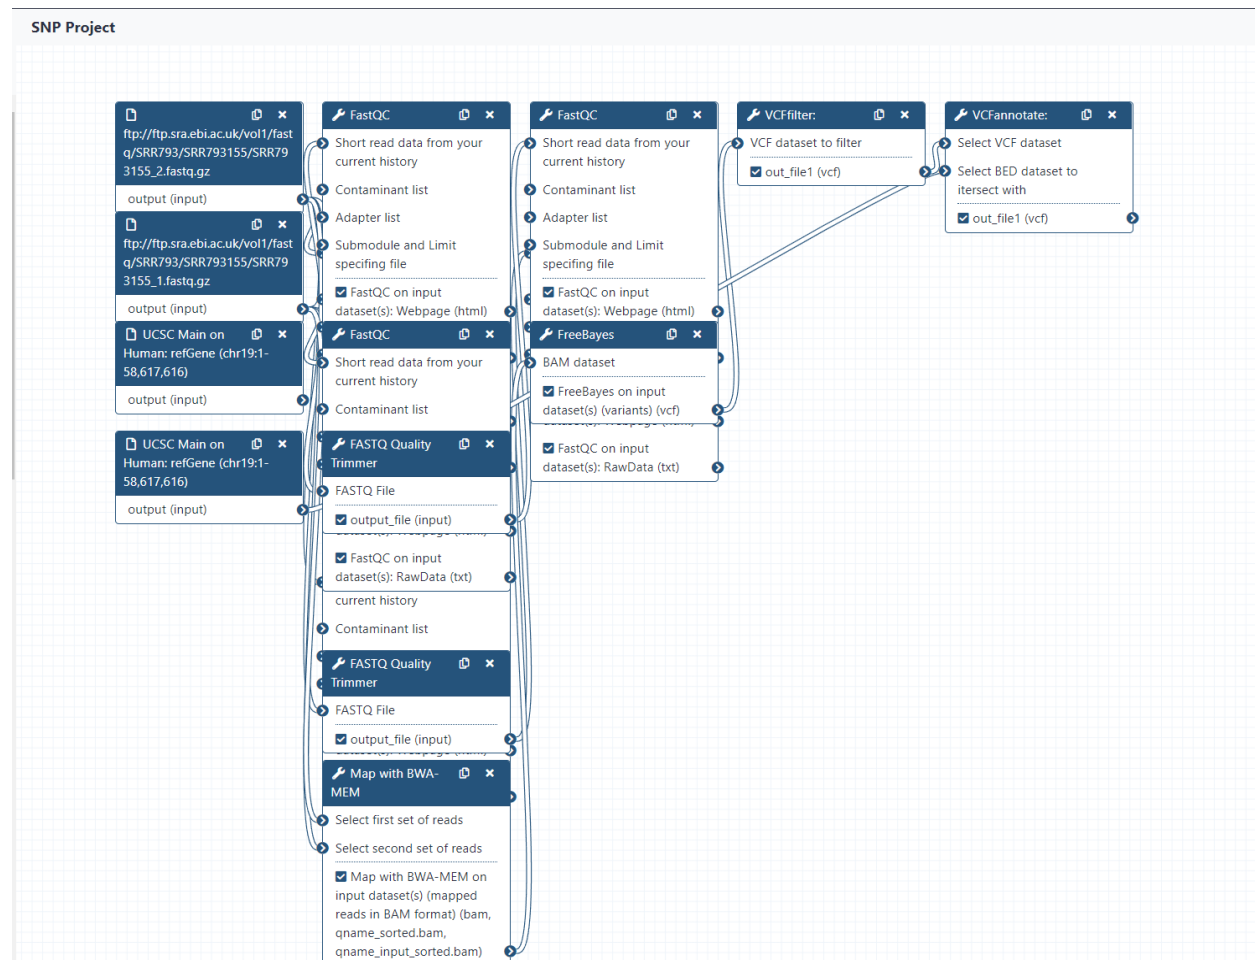 SNP Project
ftp://ftp.sra.ebi.ac.uk/vol1/fast
q/SRR793/SRR793155/SRR79
3155_2.fastq.gz
output (input)
ftp://ftp.sra.ebi.ac.uk/vol1/fast
q/SRR793/SRR793155/SRR79
3155_1.fastq.gz
output (input)
UCSC Main on
Human: refGene (chr19:1-
58,617,616)
output (input)
UCSC Main on
Human: refGene (chr19:1-
58,617,616)
output (input)
FastQC
Short read data from your
current history
Contaminant list
Adapter list
Submodule and Limit
specifing file
FastQC on input
dataset(s): Webpage (html)
FastQC
Short read data from your
current history
Contaminant list
FASTQ Quality
Trimmer
FASTQ File
output_file (input)
dataset(s): Webpage (html)
FastQC on input
dataset(s): RawData (txt)
current history
Contaminant list
FASTQ Quality
Trimmer
FASTQ File
output_file (input)
dataset(s): Webpage (html)
Map with BWA-
MEM
Select first set of reads
Select second set of reads
Map with BWA-MEM on
input dataset(s) (mapped
reads in BAM format) (bam,
qname_sorted.bam,
qname_input_sorted.bam)
FastQC
Short read data from your
current history
Contaminant list
Adapter list
Submodule and Limit
specifing file
FastQC on input
dataset(s): Webpage (html)
FreeBayes
BAM dataset
FreeBayes on input
dataset(s) (variants) (vcf)
dataset(s): Webpage (html)
FastQC on input
dataset(s): RawData (txt)
VCFfilter:
VCF dataset to filter
out_file1 (vcf)
VCFannotate:
Select VCF dataset
Select BED dataset to
itersect with
out_file1 (vcf)